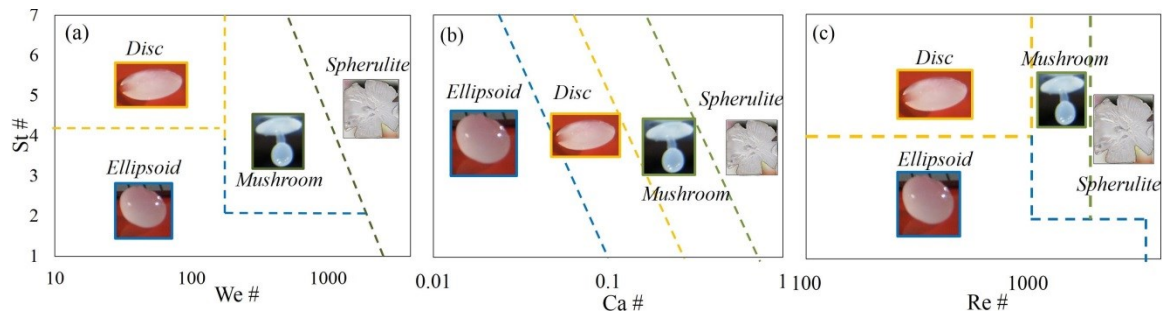 7
6
5
4
3
2
1
St #
(a)
Disc
Spherulite
Ellipsoid
Mushroom
10
100
1000
We #
(b)
Ellipsoid
Disc
Spherulite
Mushroom
0.01
0.1
1
Ca #
(c)
Disc
Mushroom
Ellipsoid
Spherulite
100
1000
Re #